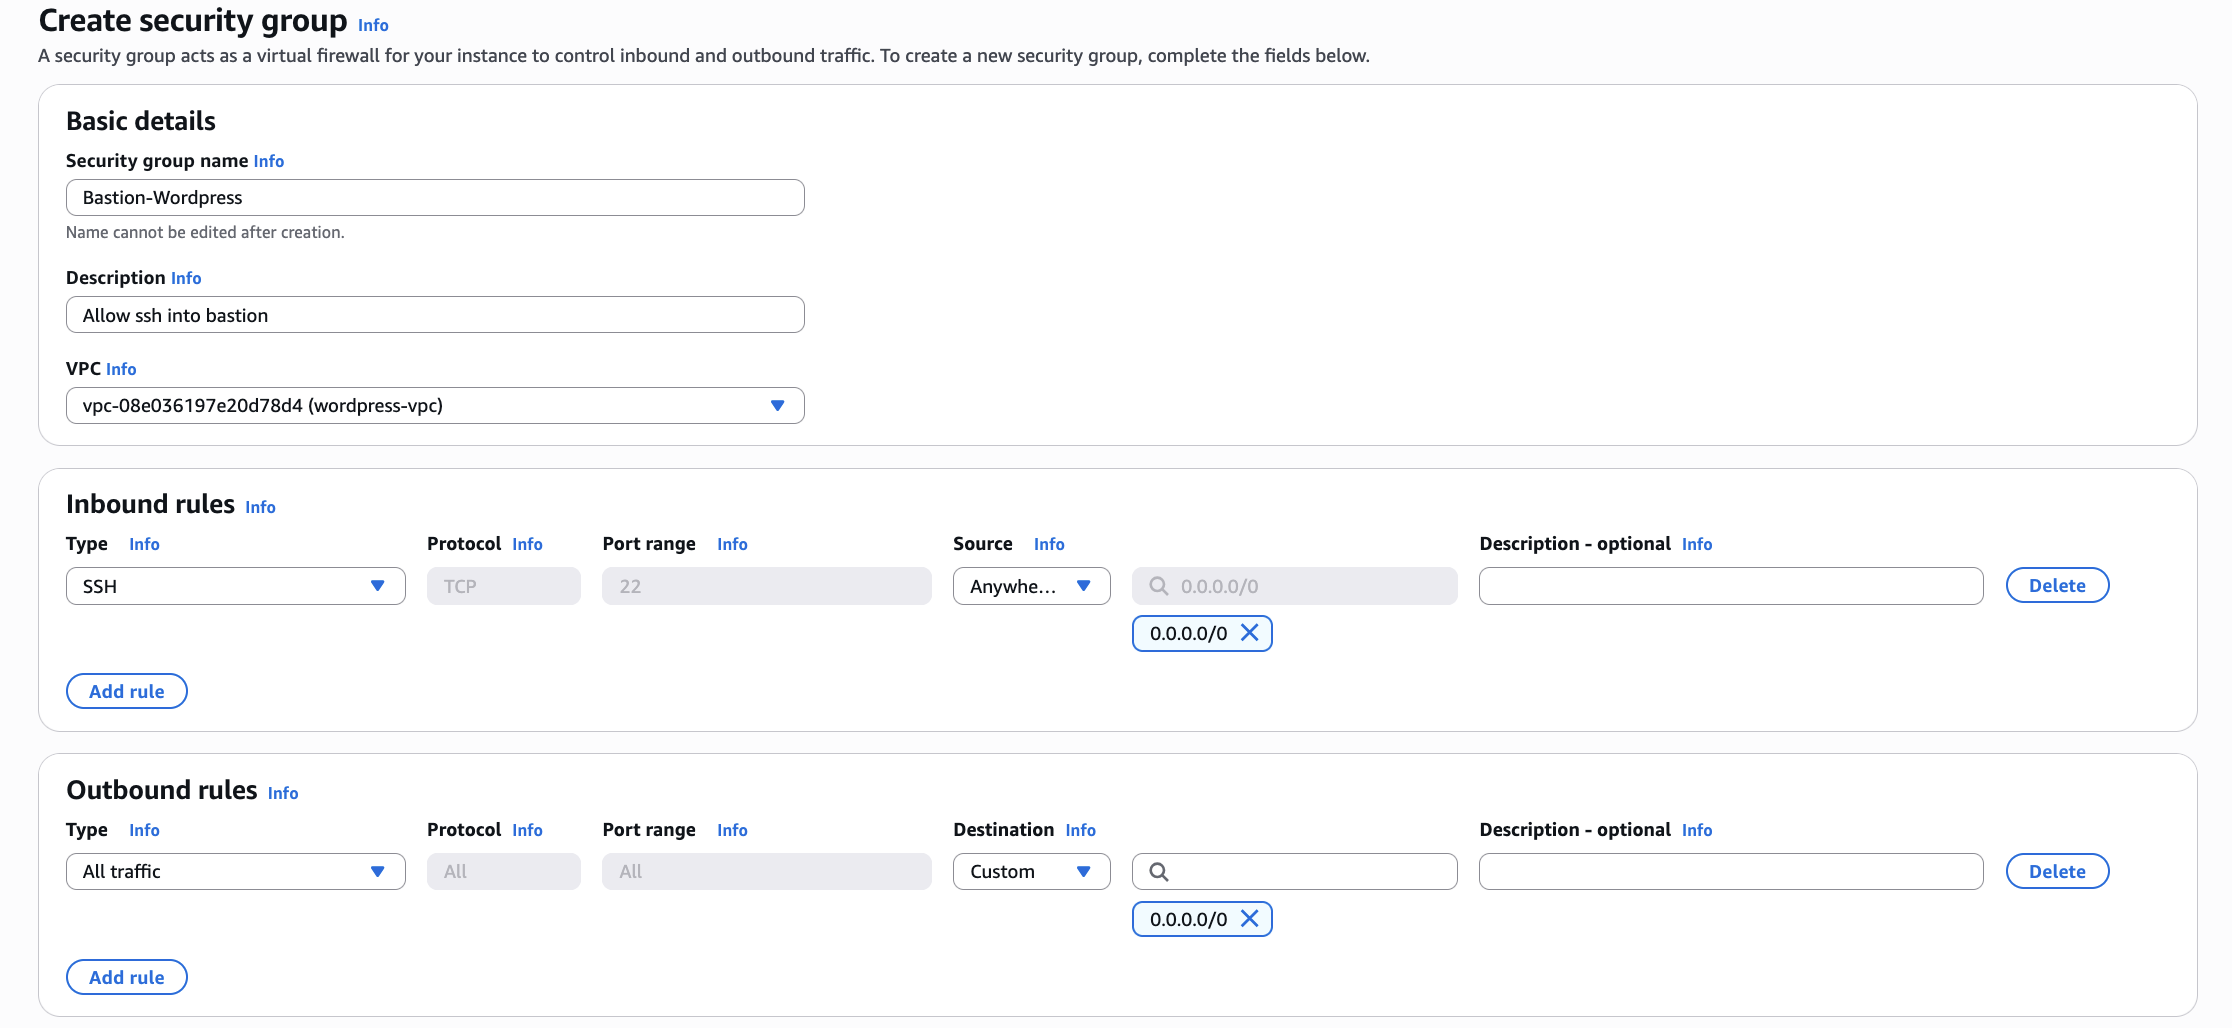 Create security group Info
A security group acts as a virtual firewall for your instance to control inbound and outbound traffic. To create a new security group, complete the fields below.
Basic details
Security group name Info
Bastion-Wordpress
Name cannot be edited after creation.
Description Info
Allow ssh into bastion
VPC Info
vpc-08e036197e20d78d4 (wordpress-vpc)
Inbound rules Info
Type Info Protocol Info Port range Info Source Info Description - optional Info
SSH TCP 22 Anywhe... 0.0.0.0/0 Delete
0.0.0.0/0
Add rule
Outbound rules Info
Type Info Protocol Info Port range Info Destination Info Description - optional Info
All traffic All All Custom Delete
0.0.0.0/0
Add rule